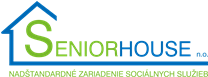 SENIORHOUSE n.o.
NADŠTANDARDNÉ ZARIADENIE SOCIÁLNYCH SLUŽIEB